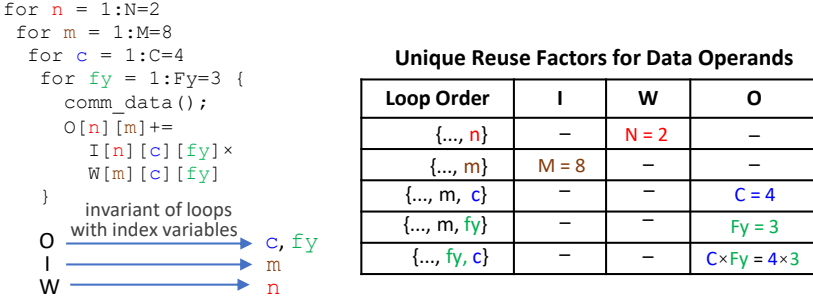 for n = 1:N=2
for m = 1:M=8
for c = 1:C=4
for fy = 1:Fy=3 {
comm_data();
O[n][m]+=
I[n][c][fy]×
W[m][c][fy]
}
invariant of loops
with index variables
O c, fy
I m
W n
Unique Reuse Factors for Data Operands
Loop Order I W O
{..., n} – N = 2 –
{..., m} M = 8 – –
{..., m, c} – – C = 4
{..., m, fy} – – Fy = 3
{..., fy, c} – – C×Fy = 4×3